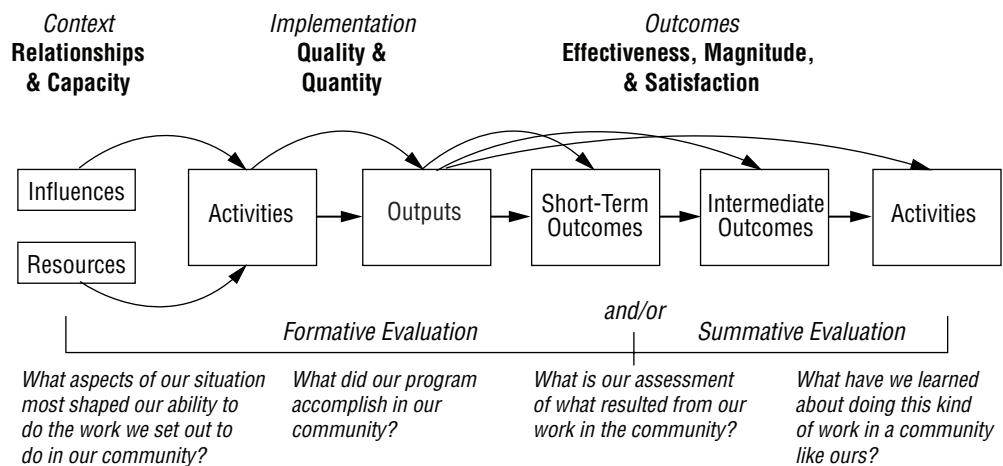 Context
Relationships
& Capacity
Implementation
Quality &
Quantity
Outcomes
Effectiveness, Magnitude,
& Satisfaction
Influences
Resources
Activities
Outputs
Short-Term
Outcomes
Intermediate
Outcomes
Activities
Formative Evaluation
and/or
Summative Evaluation
What aspects of our situation
most shaped our ability to
do the work we set out to
do in our community?
What did our program
accomplish in our
community?
What is our assessment
of what resulted from our
work in the community?
What have we learned
about doing this kind
of work in a community
like ours?